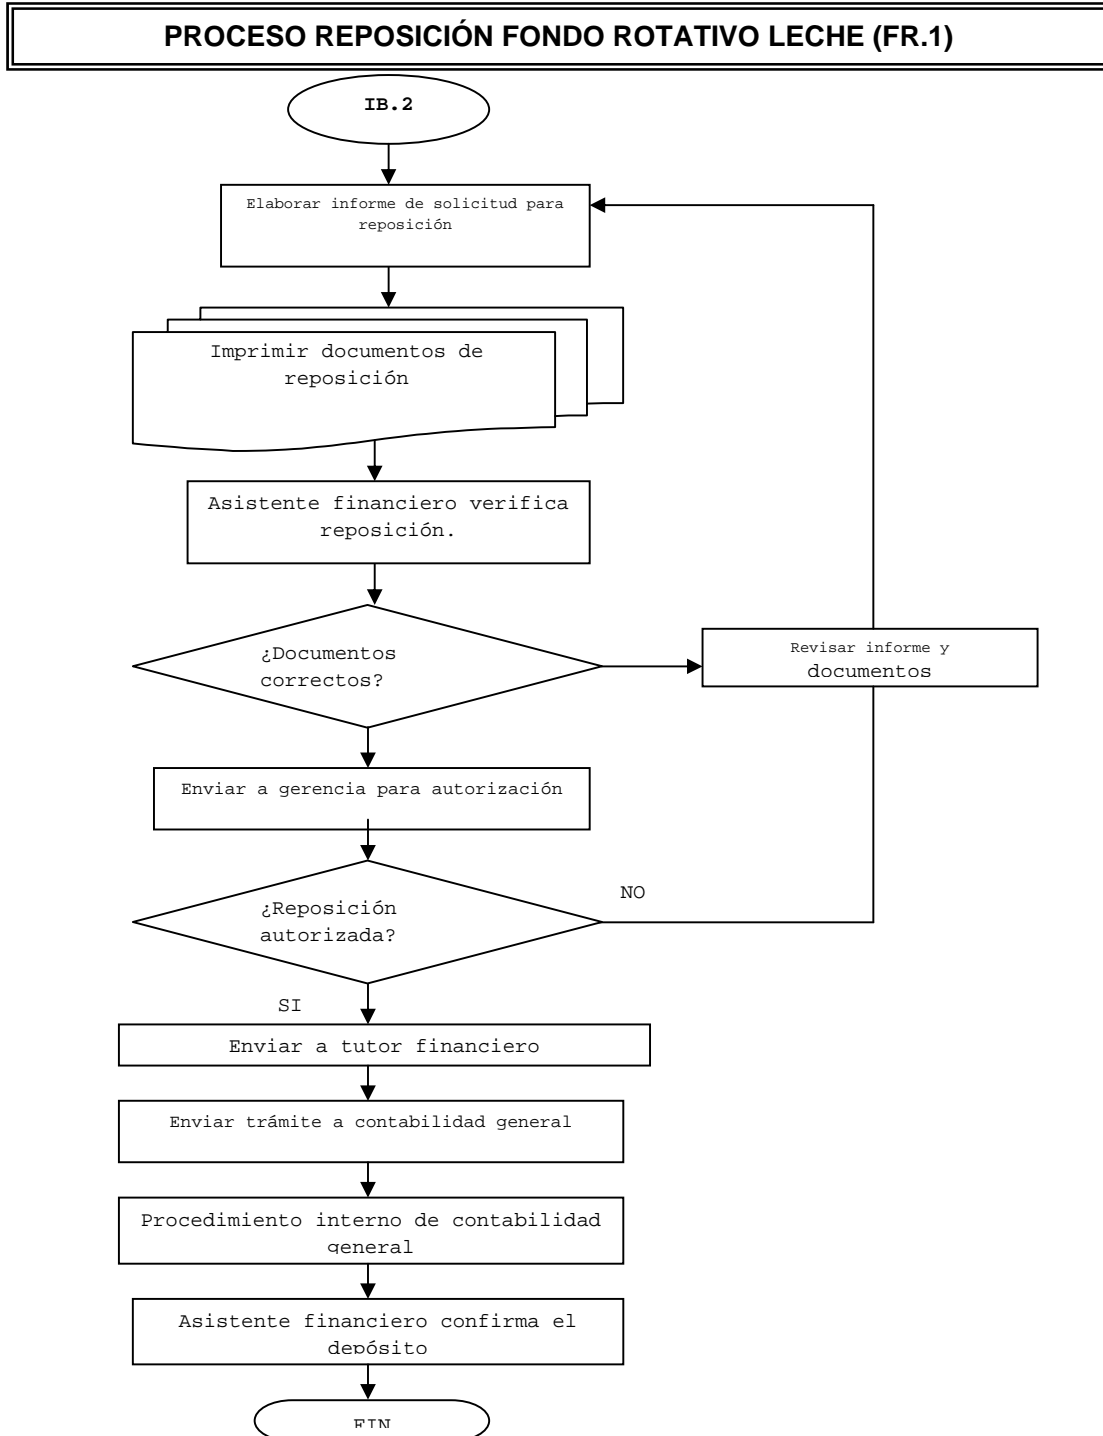 PROCESO REPOSICIÓN FONDO ROTATIVO LECHE (FR.1)
IB.2
Elaborar informe de solicitud para
reposición
Imprimir documentos de
reposición
Asistente financiero verifica
reposición.
¿Documentos
correctos?
Revisar informe y
documentos
Enviar a gerencia para autorización
¿Reposición
autorizada?
NO
SI
Enviar a tutor financiero
Enviar trámite a contabilidad general
Procedimiento interno de contabilidad
general
Asistente financiero confirma el
depósito
FIN